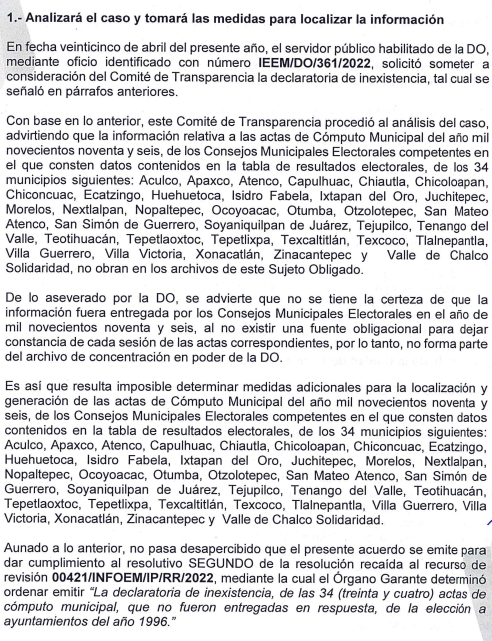 1.- Analizará el caso y tomará las medidas para localizar la información
En fecha veinticinco de abril del presente año, el servidor público habilitado de la DO,
mediante oficio identificado con número IEEM/DO/361/2022, solicitó someter a
consideración del Comité de Transparencia la declaratoria de inexistencia, tal cual se
señaló en párrafos anteriores.
Con base en lo anterior, este Comité de Transparencia procedió al análisis del caso,
advirtiendo que la información relativa a las actas de Cómputo Municipal del año mil
novecientos noventa y seis, de los Consejos Municipales Electorales competentes en
el que consten datos contenidos en la tabla de resultados electorales, de los 34
municipios siguientes: Aculco, Apaxco, Atenco, Capulhuac, Chiautla, Chicoloapan,
Chiconcuac, Ecatzingo, Huehuetoca, Isidro Fabela, Ixtapan del Oro, Juchitepec,
Morelos, Nextlalpan, Nopaltepec, Ocoyoacac, Otumba, Otzolotepec, San Mateo
Atenco, San Simón de Guerrero, Soyaniquilpan de Juárez, Tejupilco, Tenango del
Valle, Teotihuacán, Tepetlaoxtoc, Tepetlixpa, Texcaltitlán, Texcoco, Tlalnepantla,
Villa Guerrero, Villa Victoria, Xonacatlán, Zinacantepec y Valle de Chalco
Solidaridad, no obran en los archivos de este Sujeto Obligado.
De lo aseverado por la DO, se advierte que no se tiene la certeza de que la
información fuera entregada por los Consejos Municipales Electorales en el año de
mil novecientos noventa y seis, al no existir una fuente obligacional para dejar
constancia de cada sesión de las actas correspondientes, por lo tanto, no forma parte
del archivo de concentración en poder de la DO.
Es así que resulta imposible determinar medidas adicionales para la localización y
generación de las actas de Cómputo Municipal del año mil novecientos noventa y
seis, de los Consejos Municipales Electorales competentes en el que consten datos
contenidos en la tabla de resultados electorales, de los 34 municipios siguientes:
Aculco, Apaxco, Atenco, Capulhuac, Chiautla, Chicoloapan, Chiconcuac, Ecatzingo,
Huehuetoca, Isidro Fabela, Ixtapan del Oro, Juchitepec, Morelos, Nextlalpan,
Nopaltepec, Ocoyoacac, Otumba, Otzolotepec, San Mateo Atenco, San Simón de
Guerrero, Soyaniquilpan de Juárez, Tejupilco, Tenango del Valle, Teotihuacán,
Tepetlaoxtoc, Tepetlixpa, Texcaltitlán, Texcoco, Tlalnepantla, Villa Guerrero, Villa
Victoria, Xonacatlán, Zinacantepec y Valle de Chalco Solidaridad.
Aunado a lo anterior, no pasa desapercibido que el presente acuerdo se emite para
dar cumplimiento al resolutivo SEGUNDO de la resolución recaída al recurso de
revisión 00421/INFOEM/IP/RR/2022, mediante la cual el Órgano Garante determinó
ordenar emitir “La declaratoria de inexistencia, de las 34 (treinta y cuatro) actas de
cómputo municipal, que no fueron entregadas en respuesta, de la elección a
ayuntamientos del año 1996.”